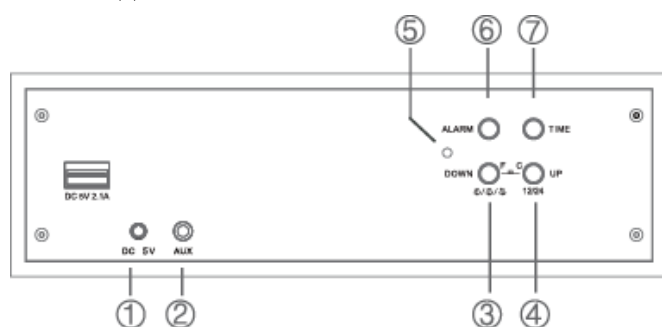 ⑤ ⑥ ⑦
ALARM TIME
DOWN F C UP
12/24
DC 5V 2.1A
DC 5V AUX
① ② ③ ④